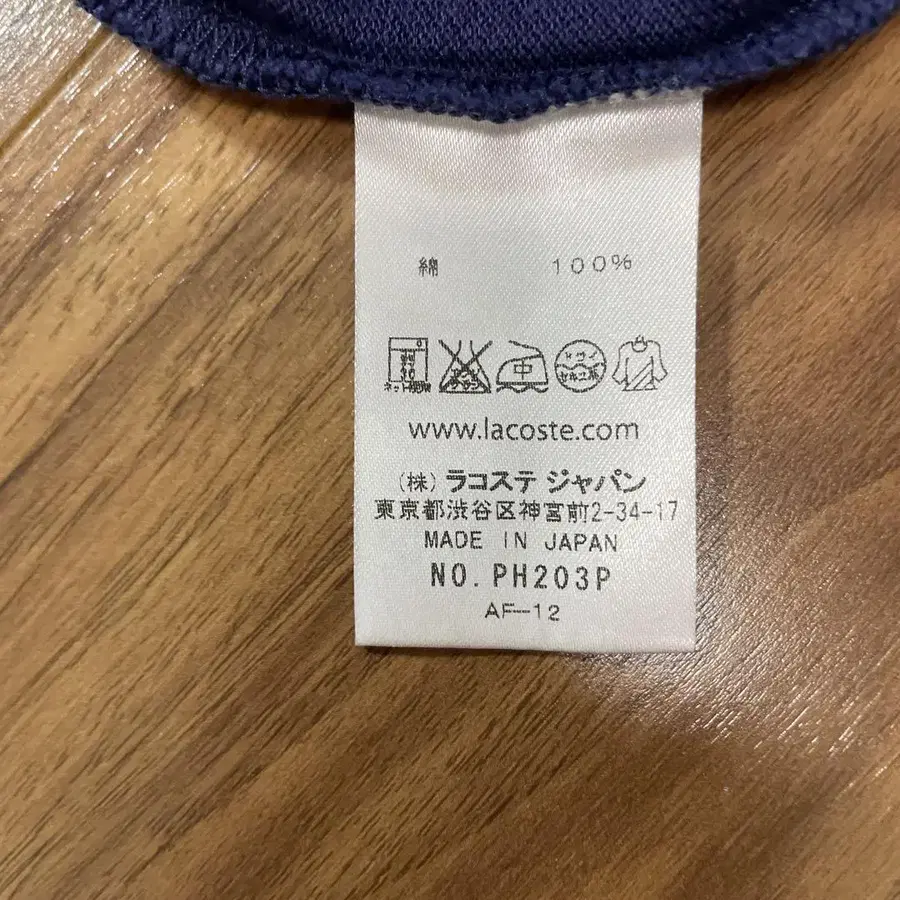 綿 100%
中
www.lacoste.com
(株) ラコステ ジャパン
東京都渋谷区神宮前2-34-17
MADE IN JAPAN
NO. PH203P
AF-12